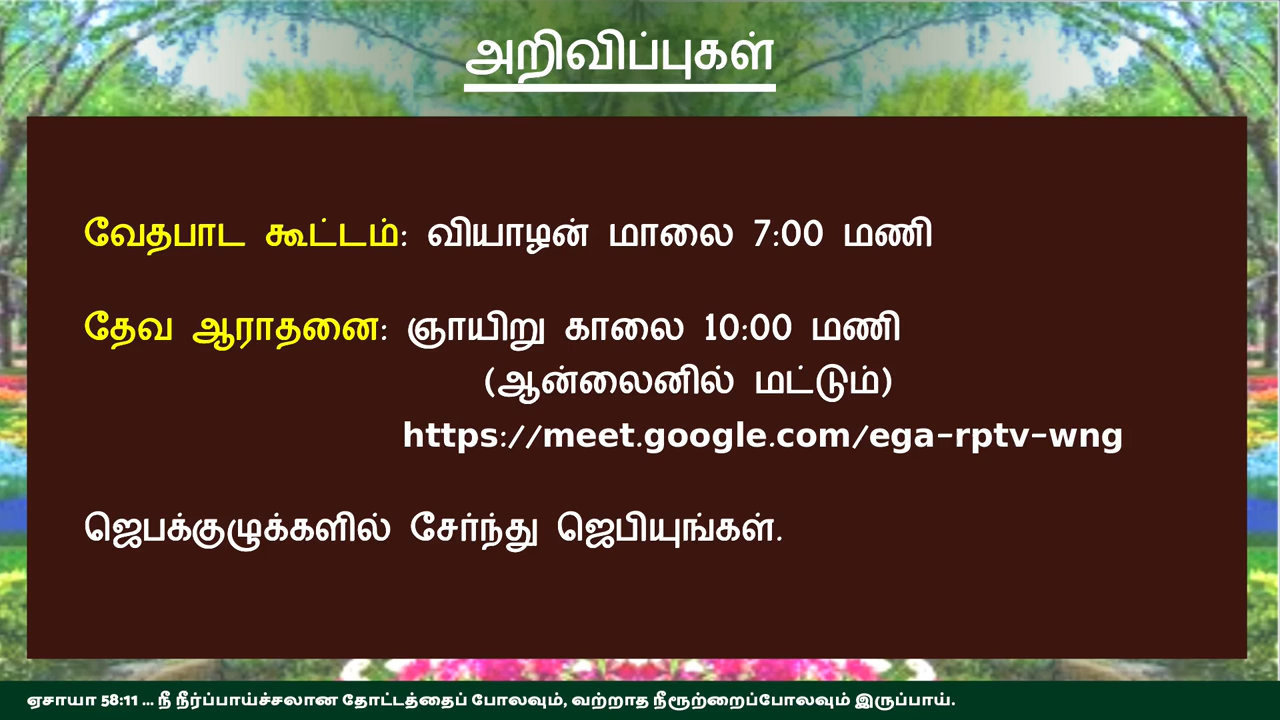 அறிவிப்புகள்
வேதபாட கூட்டம்: வியாழன் மாலை 7:00 மணி
தேவ ஆராதனை: ஞாயிறு காலை 10:00 மணி
(ஆன்லைனில் மட்டும்)
https://meet.google.com/ega-rptv-wng
ஜெபக்குழுக்களில் சேர்ந்து ஜெபியுங்கள்.
ஏசாயா 58:11 ... நீ நீர்ப்பாய்ச்சலான தோட்டத்தைப் போலவும், வற்றாத நீரூற்றைப்போலவும் இருப்பாய்.